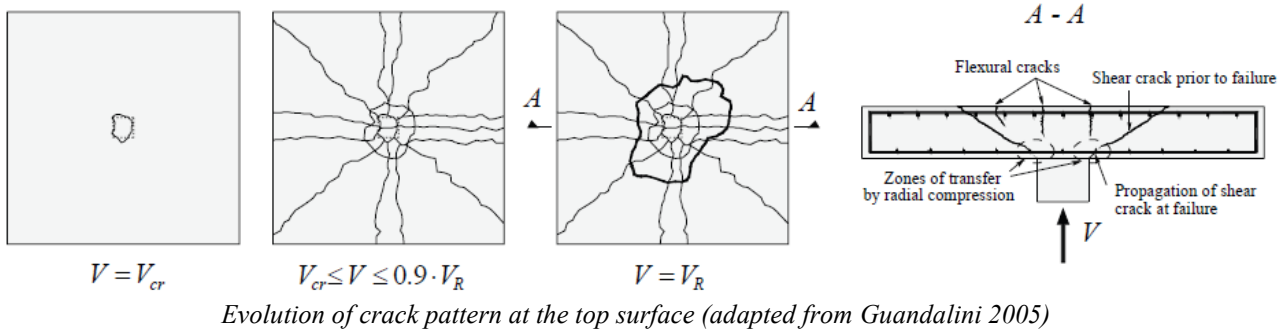 A - A
Flexural cracks
Shear crack prior to failure
A
A
Zones of transfer
by radial compression
Propagation of shear
crack at failure
V
V = V_cr
V_cr ≤ V ≤ 0.9 · V_R
V = V_R
Evolution of crack pattern at the top surface (adapted from Guandalini 2005)